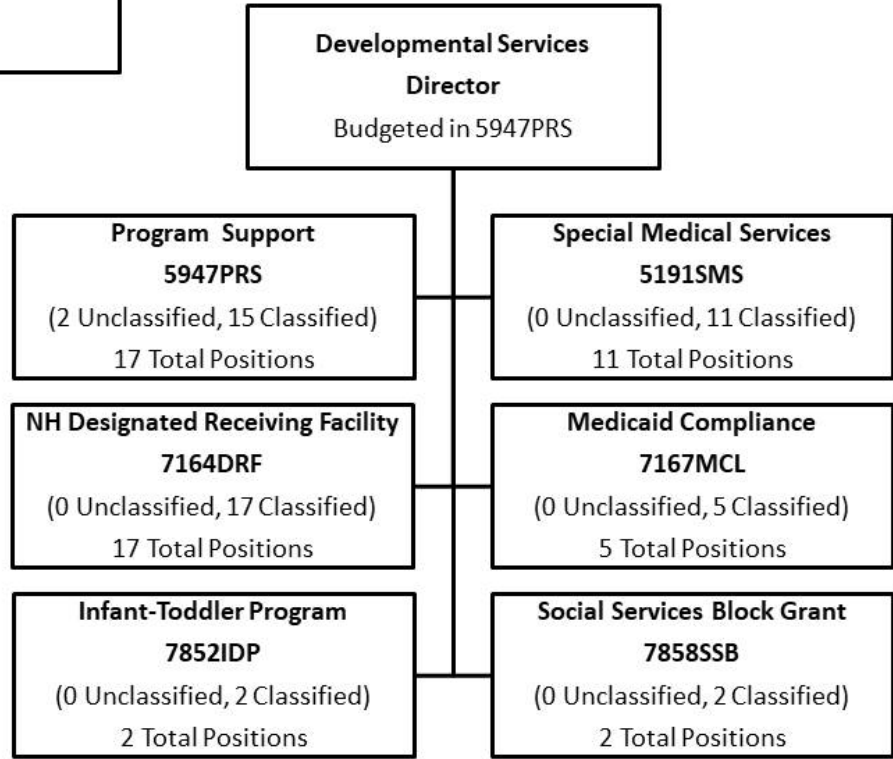 Developmental Services
Director
Budgeted in 5947PRS
Program Support
5947PRS
(2 Unclassified, 15 Classified)
17 Total Positions
Special Medical Services
5191SMS
(0 Unclassified, 11 Classified)
11 Total Positions
NH Designated Receiving Facility
7164DRF
(0 Unclassified, 17 Classified)
17 Total Positions
Medicaid Compliance
7167MCL
(0 Unclassified, 5 Classified)
5 Total Positions
Infant-Toddler Program
7852IDP
(0 Unclassified, 2 Classified)
2 Total Positions
Social Services Block Grant
7858SSB
(0 Unclassified, 2 Classified)
2 Total Positions